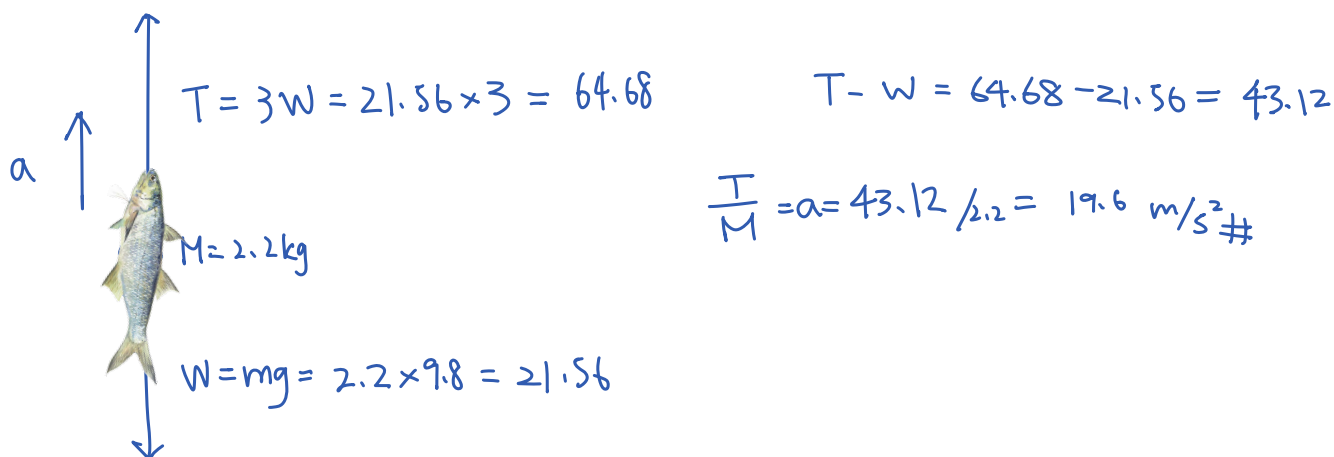 T = 3W = 21.56 × 3 = 64.68
a
M = 2.2kg
W = mg = 2.2 × 9.8 = 21.56
T - W = 64.68 - 21.56 = 43.12
T/M = a = 43.12 / 2.2 = 19.6 m/s² #